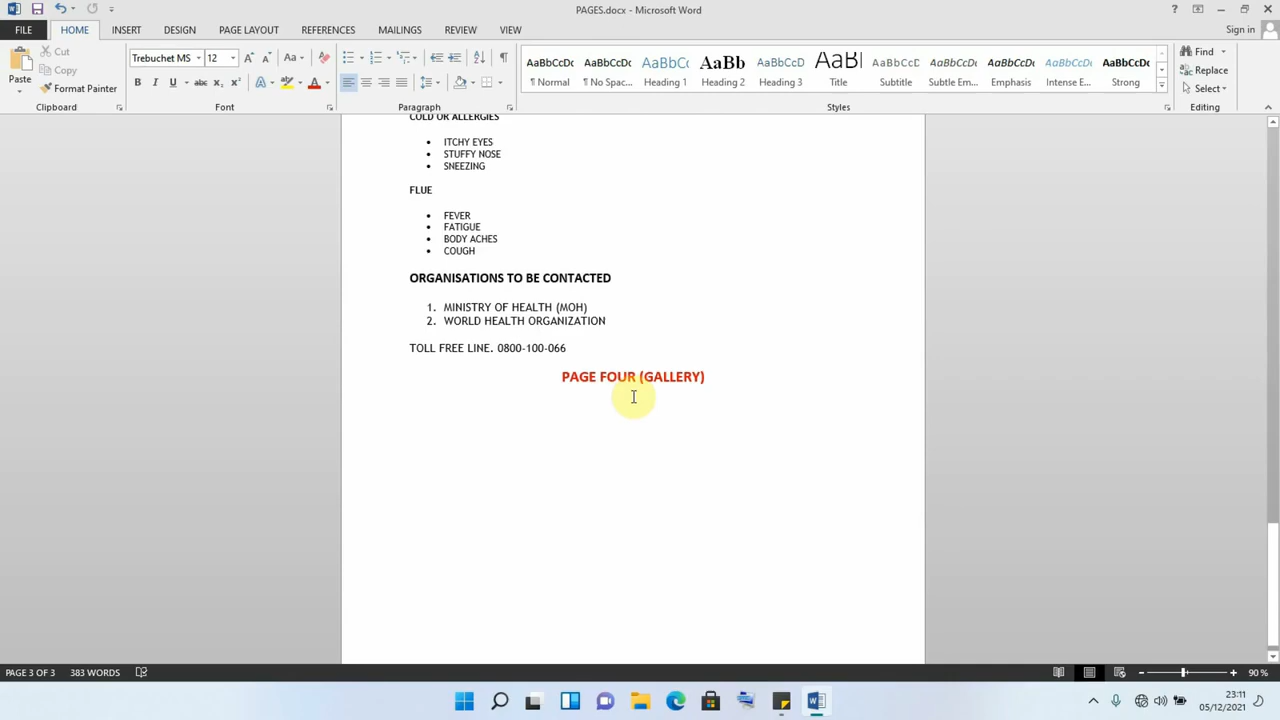 PAGES.docx - Microsoft Word
Sign in
FILE HOME INSERT DESIGN PAGE LAYOUT REFERENCES MAILINGS REVIEW VIEW
Paste
Cut
Copy
Format Painter
Clipboard
Trebuchet MS 12
Font
Paragraph
AaBbCcDc AaBbCcDc AaBbCc AaBb AaBbCcD AaBl AaBbCcD AaBbCcDc AaBbCcDc AaBbCcDc AaBbCcDc
¶ Normal ¶ No Spac... Heading 1 Heading 2 Heading 3 Title Subtitle Subtle Em... Emphasis Intense E... Strong
Styles
Find
Replace
Select
Editing
COLD OR ALLERGIES
• ITCHY EYES
• STUFFY NOSE
• SNEEZING
FLUE
• FEVER
• FATIGUE
• BODY ACHES
• COUGH
ORGANISATIONS TO BE CONTACTED
1. MINISTRY OF HEALTH (MOH)
2. WORLD HEALTH ORGANIZATION
TOLL FREE LINE. 0800-100-066
PAGE FOUR (GALLERY)
PAGE 3 OF 3 383 WORDS
90 %
23:11
05/12/2021